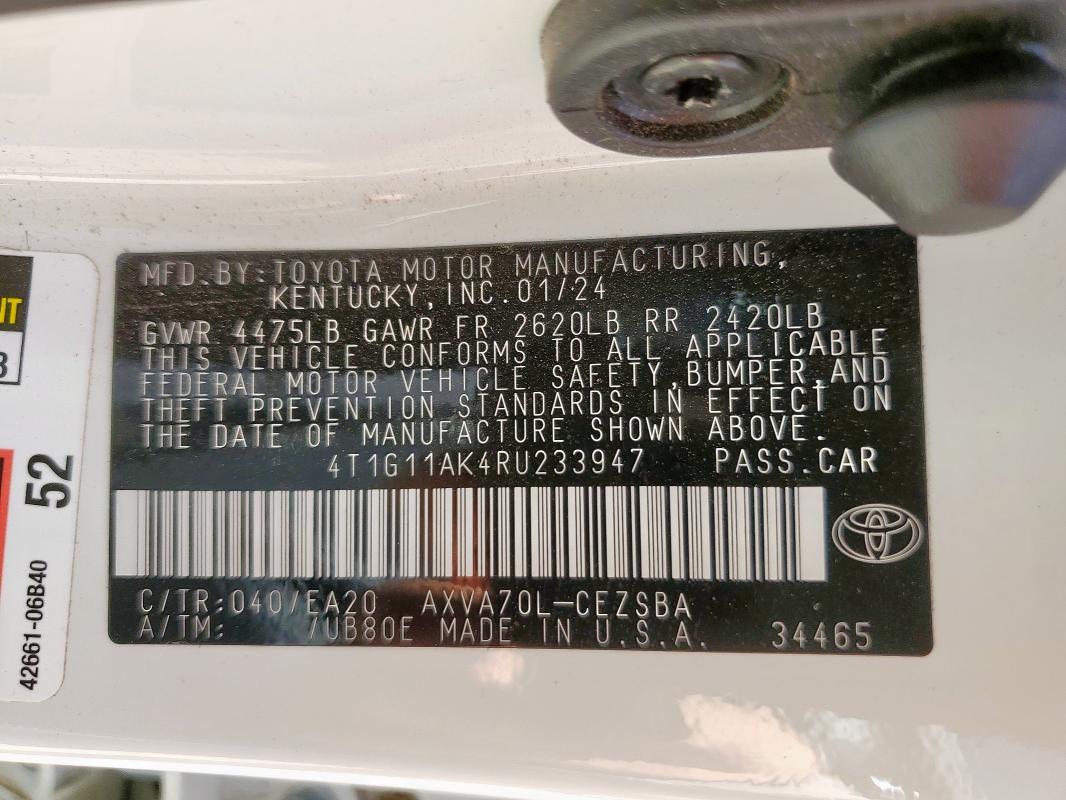 MFD. BY: TOYOTA MOTOR MANUFACTURING,
KENTUCKY, INC. 01/24
GVWR 4475LB GAWR FR 2620LB RR 2420LB
THIS VEHICLE CONFORMS TO ALL APPLICABLE
FEDERAL MOTOR VEHICLE SAFETY, BUMPER, AND
THEFT PREVENTION STANDARDS IN EFFECT ON
THE DATE OF MANUFACTURE SHOWN ABOVE.
4T1G11AK4RU233947 PASS. CAR
C/TR: 040/EA20 AXVA70L-CEZSBA
A/TM: /UB80E MADE IN U.S.A. 34465
52
42661-06B40